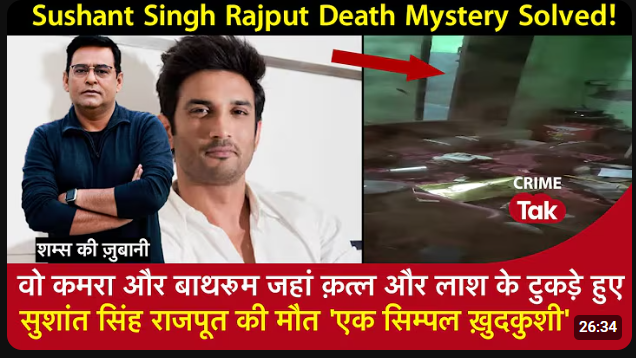 Sushant Singh Rajput Death Mystery Solved!
CRIME
Tak
शम्स की ज़ुबानी
वो कमरा और बाथरूम जहां क़त्ल और लाश के टुकड़े हुए
सुशांत सिंह राजपूत की मौत 'एक सिम्पल ख़ुदकुशी'
26:34